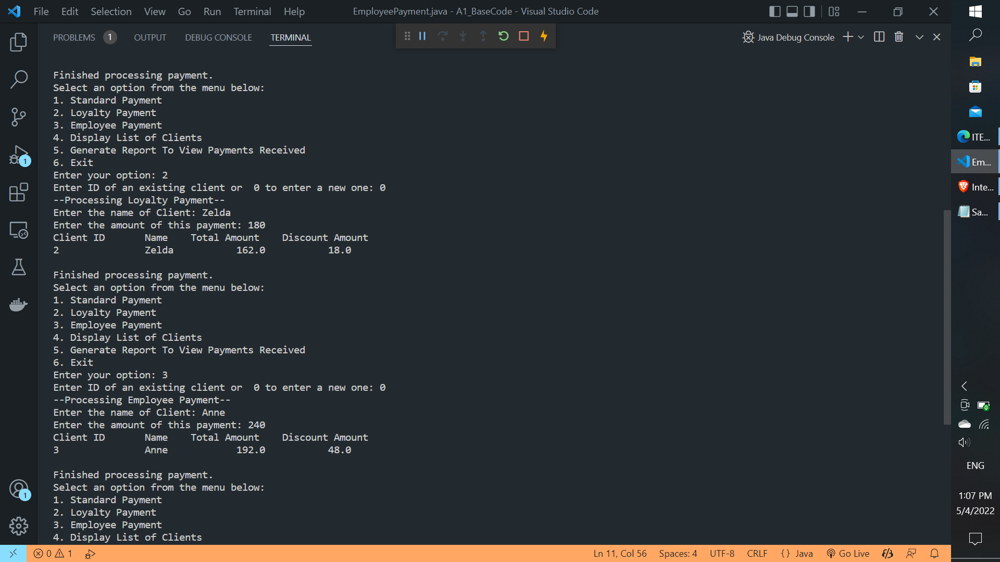 File Edit Selection View Go Run Terminal Help EmployeePayment.java - A1_BaseCode - Visual Studio Code
PROBLEMS 1 OUTPUT DEBUG CONSOLE TERMINAL Java Debug Console
Finished processing payment.
Select an option from the menu below:
1. Standard Payment
2. Loyalty Payment
3. Employee Payment
4. Display List of Clients
5. Generate Report To View Payments Received
6. Exit
Enter your option: 2
Enter ID of an existing client or  0 to enter a new one: 0
--Processing Loyalty Payment--
Enter the name of Client: Zelda
Enter the amount of this payment: 180
Client ID       Name    Total Amount    Discount Amount
2               Zelda           162.0           18.0
Finished processing payment.
Select an option from the menu below:
1. Standard Payment
2. Loyalty Payment
3. Employee Payment
4. Display List of Clients
5. Generate Report To View Payments Received
6. Exit
Enter your option: 3
Enter ID of an existing client or  0 to enter a new one: 0
--Processing Employee Payment--
Enter the name of Client: Anne
Enter the amount of this payment: 240
Client ID       Name    Total Amount    Discount Amount
3               Anne            192.0           48.0
Finished processing payment.
Select an option from the menu below:
1. Standard Payment
2. Loyalty Payment
3. Employee Payment
4. Display List of Clients
1
1
0 1 Ln 11, Col 56 Spaces: 4 UTF-8 CRLF {} Java Go Live
ITE...
Em...
Inte...
Sa...
ENG
1:07 PM
5/4/2022